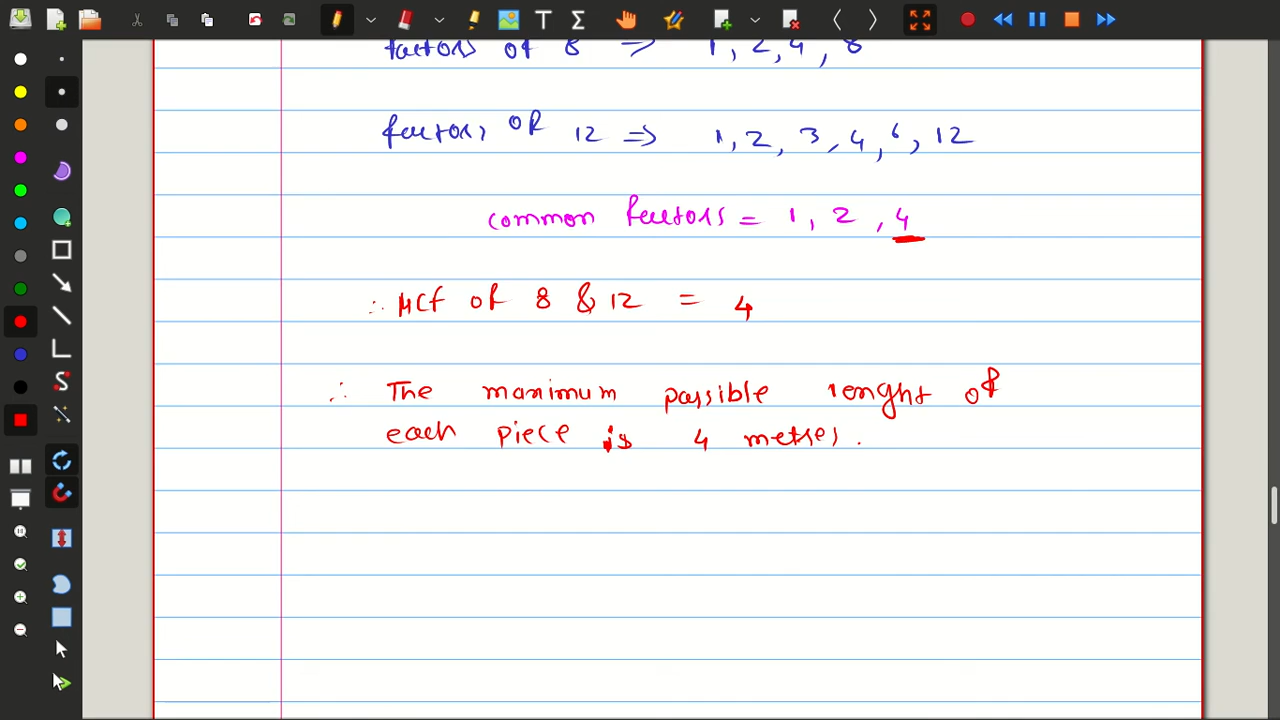 factors of 8 ⇒ 1, 2, 4, 8
factors of 12 ⇒ 1, 2, 3, 4, 6, 12
common factors = 1, 2, 4
∴ HCF of 8 & 12 = 4
∴ The maximum possible lenght of
each piece is 4 metres.